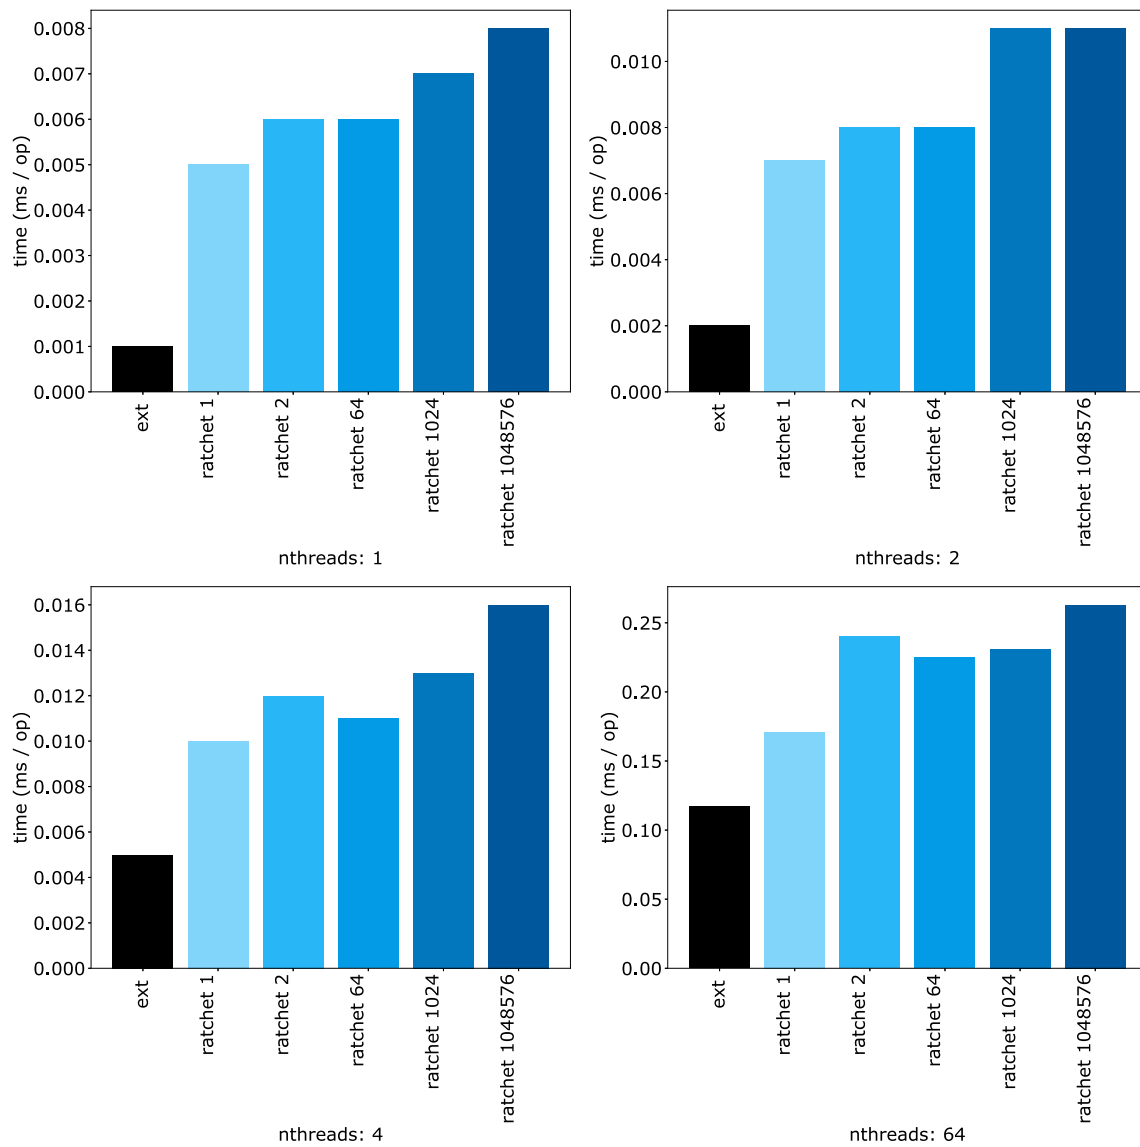 time (ms / op)
0.008
0.007
0.006
0.005
0.004
0.003
0.002
0.001
0.000
ext
ratchet 1
ratchet 2
ratchet 64
ratchet 1024
ratchet 1048576
nthreads: 1
time (ms / op)
0.010
0.008
0.006
0.004
0.002
0.000
ext
ratchet 1
ratchet 2
ratchet 64
ratchet 1024
ratchet 1048576
nthreads: 2
time (ms / op)
0.016
0.014
0.012
0.010
0.008
0.006
0.004
0.002
0.000
ext
ratchet 1
ratchet 2
ratchet 64
ratchet 1024
ratchet 1048576
nthreads: 4
time (ms / op)
0.25
0.20
0.15
0.10
0.05
0.00
ext
ratchet 1
ratchet 2
ratchet 64
ratchet 1024
ratchet 1048576
nthreads: 64